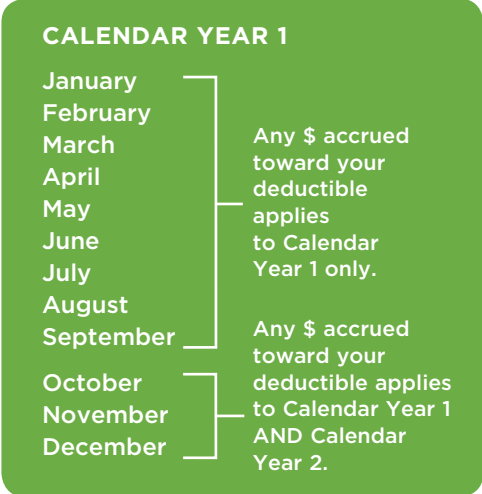 CALENDAR YEAR 1
January
February
March
April
May
June
July
August
September
Any $ accrued
toward your
deductible
applies
to Calendar
Year 1 only.
October
November
December
Any $ accrued
toward your
deductible applies
to Calendar Year 1
AND Calendar
Year 2.